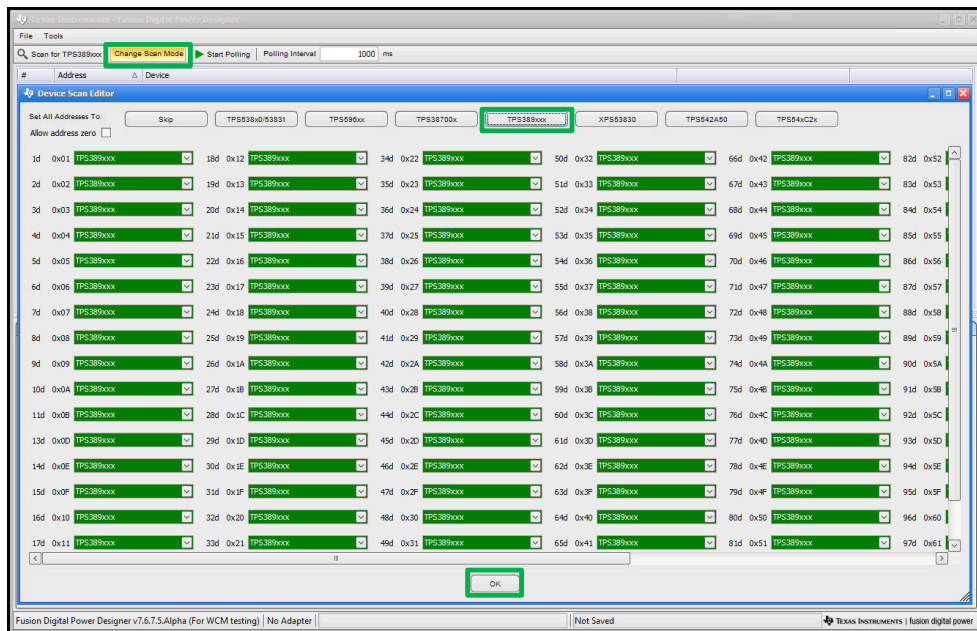 Texas Instruments - Fusion Digital Power Designer
File Tools
Scan for TPS389xxx Change Scan Mode Start Polling Polling Interval 1000 ms
# Address Device
Device Scan Editor
Set All Addresses To: Skip TPS538x0/53831 TPS596xx TPS38700x TPS389xxx XPS53830 TPS542A50 TPS54xC2x
Allow address zero
1d 0x01 TPS389xxx 18d 0x12 TPS389xxx 34d 0x22 TPS389xxx 50d 0x32 TPS389xxx 66d 0x42 TPS389xxx 82d 0x52
2d 0x02 TPS389xxx 19d 0x13 TPS389xxx 35d 0x23 TPS389xxx 51d 0x33 TPS389xxx 67d 0x43 TPS389xxx 83d 0x53
3d 0x03 TPS389xxx 20d 0x14 TPS389xxx 36d 0x24 TPS389xxx 52d 0x34 TPS389xxx 68d 0x44 TPS389xxx 84d 0x54
4d 0x04 TPS389xxx 21d 0x15 TPS389xxx 37d 0x25 TPS389xxx 53d 0x35 TPS389xxx 69d 0x45 TPS389xxx 85d 0x55
5d 0x05 TPS389xxx 22d 0x16 TPS389xxx 38d 0x26 TPS389xxx 54d 0x36 TPS389xxx 70d 0x46 TPS389xxx 86d 0x56
6d 0x06 TPS389xxx 23d 0x17 TPS389xxx 39d 0x27 TPS389xxx 55d 0x37 TPS389xxx 71d 0x47 TPS389xxx 87d 0x57
7d 0x07 TPS389xxx 24d 0x18 TPS389xxx 40d 0x28 TPS389xxx 56d 0x38 TPS389xxx 72d 0x48 TPS389xxx 88d 0x58
8d 0x08 TPS389xxx 25d 0x19 TPS389xxx 41d 0x29 TPS389xxx 57d 0x39 TPS389xxx 73d 0x49 TPS389xxx 89d 0x59
9d 0x09 TPS389xxx 26d 0x1A TPS389xxx 42d 0x2A TPS389xxx 58d 0x3A TPS389xxx 74d 0x4A TPS389xxx 90d 0x5A
10d 0x0A TPS389xxx 27d 0x1B TPS389xxx 43d 0x2B TPS389xxx 59d 0x3B TPS389xxx 75d 0x4B TPS389xxx 91d 0x5B
11d 0x0B TPS389xxx 28d 0x1C TPS389xxx 44d 0x2C TPS389xxx 60d 0x3C TPS389xxx 76d 0x4C TPS389xxx 92d 0x5C
13d 0x0D TPS389xxx 29d 0x1D TPS389xxx 45d 0x2D TPS389xxx 61d 0x3D TPS389xxx 77d 0x4D TPS389xxx 93d 0x5D
14d 0x0E TPS389xxx 30d 0x1E TPS389xxx 46d 0x2E TPS389xxx 62d 0x3E TPS389xxx 78d 0x4E TPS389xxx 94d 0x5E
15d 0x0F TPS389xxx 31d 0x1F TPS389xxx 47d 0x2F TPS389xxx 63d 0x3F TPS389xxx 79d 0x4F TPS389xxx 95d 0x5F
16d 0x10 TPS389xxx 32d 0x20 TPS389xxx 48d 0x30 TPS389xxx 64d 0x40 TPS389xxx 80d 0x50 TPS389xxx 96d 0x60
17d 0x11 TPS389xxx 33d 0x21 TPS389xxx 49d 0x31 TPS389xxx 65d 0x41 TPS389xxx 81d 0x51 TPS389xxx 97d 0x61
OK
Fusion Digital Power Designer v7.6.7.5.Alpha (For WCM testing) No Adapter Not Saved TEXAS INSTRUMENTS | fusion digital power